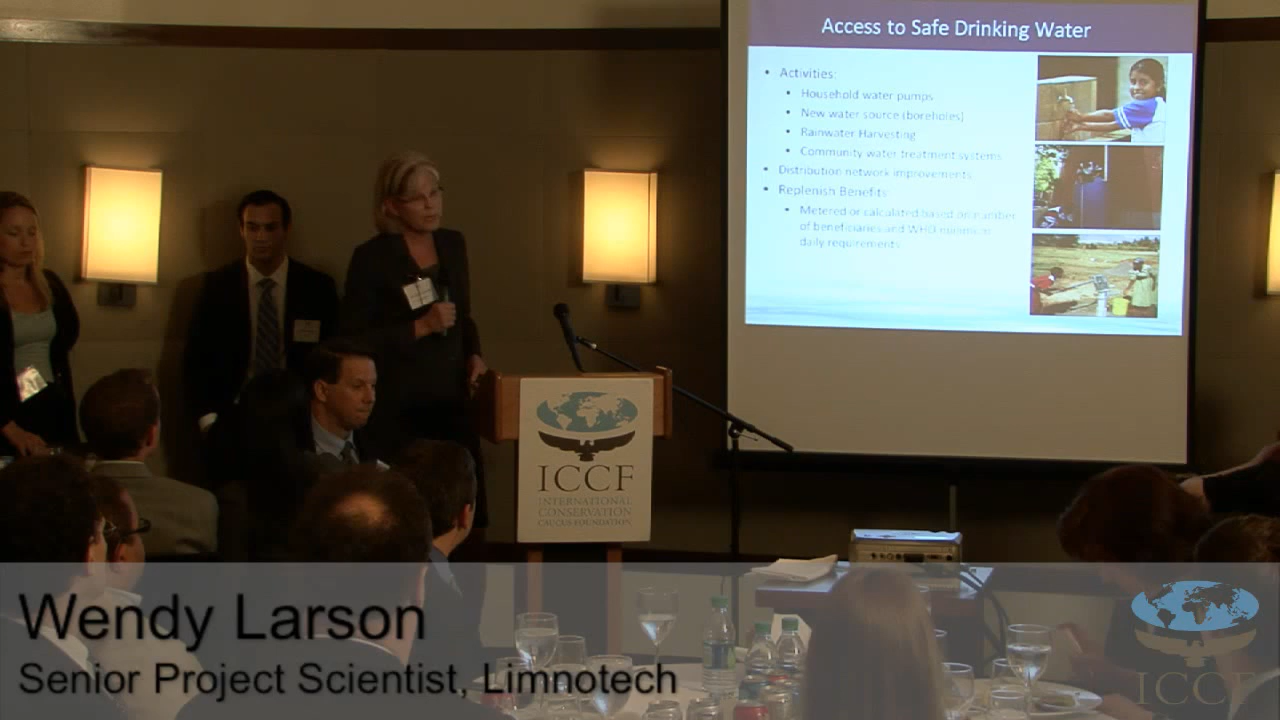 Access to Safe Drinking Water
• Activities:
• Household water pumps
• New water source (boreholes)
• Rainwater Harvesting
• Community water treatment systems
• Distribution network improvements
• Replenish Benefits:
• Metered or calculated based on number
of beneficiaries and WHO minimum
daily requirements
ICCF
INTERNATIONAL
CONSERVATION
CAUCUS FOUNDATION
Wendy Larson
Senior Project Scientist, Limnotech
ICCF